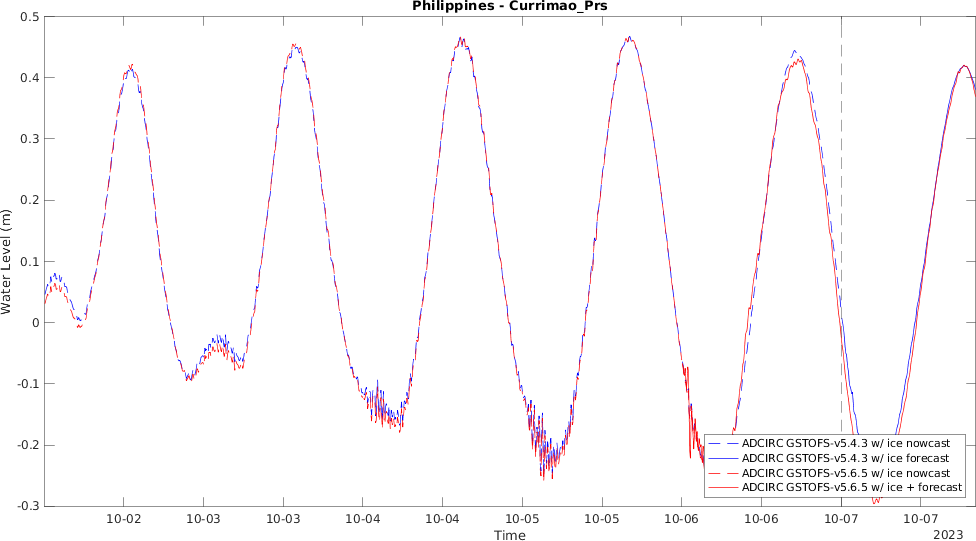 Philippines - Currimao_Prs
0.5
0.4
0.3
0.2
0.1
0
-0.1
-0.2
-0.3
Water Level (m)
ADCIRC GSTOFS-v5.4.3 w/ ice nowcast
ADCIRC GSTOFS-v5.4.3 w/ ice forecast
ADCIRC GSTOFS-v5.6.5 w/ ice nowcast
ADCIRC GSTOFS-v5.6.5 w/ ice + forecast
10-02 10-03 10-03 10-04 10-04 10-05 10-05 10-06 10-06 10-07 10-07
Time
2023